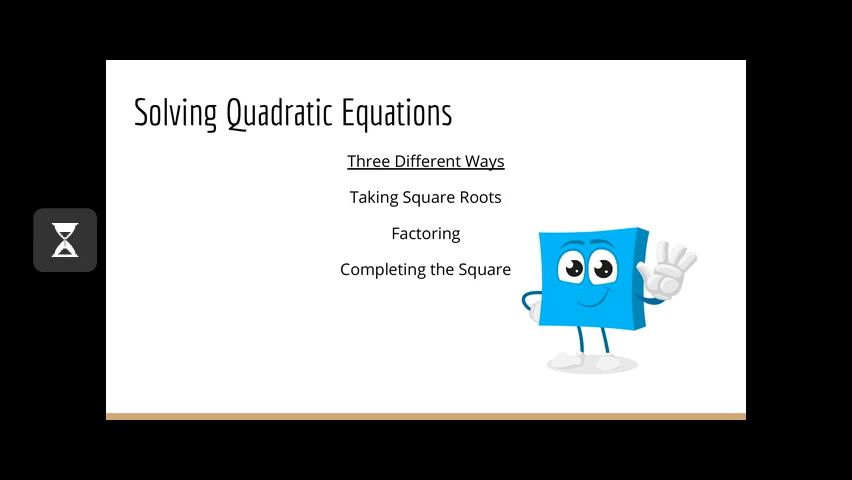 Solving Quadratic Equations
Three Different Ways
Taking Square Roots
Factoring
Completing the Square